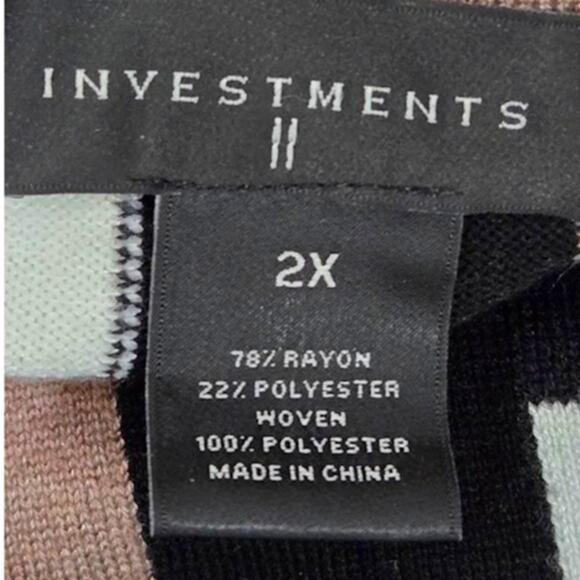 INVESTMENTS
II
2X
78% RAYON
22% POLYESTER
WOVEN
100% POLYESTER
MADE IN CHINA